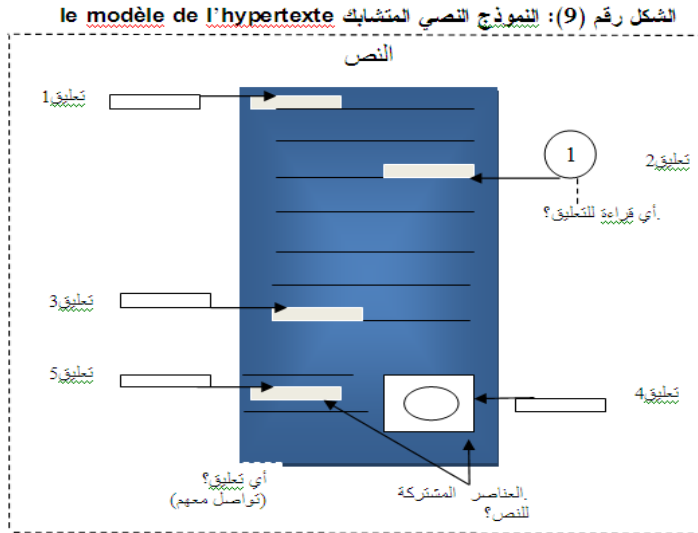 الشكل رقم (9): النموذج النصي المتشابك le modèle de l'hypertexte
النص
تعليق1
1
تعليق2
.أي قراءة للتعليق؟
تعليق3
تعليق5
تعليق4
أي تعليق؟
(تواصل معهم)
.العناصر المشتركة
للنص؟